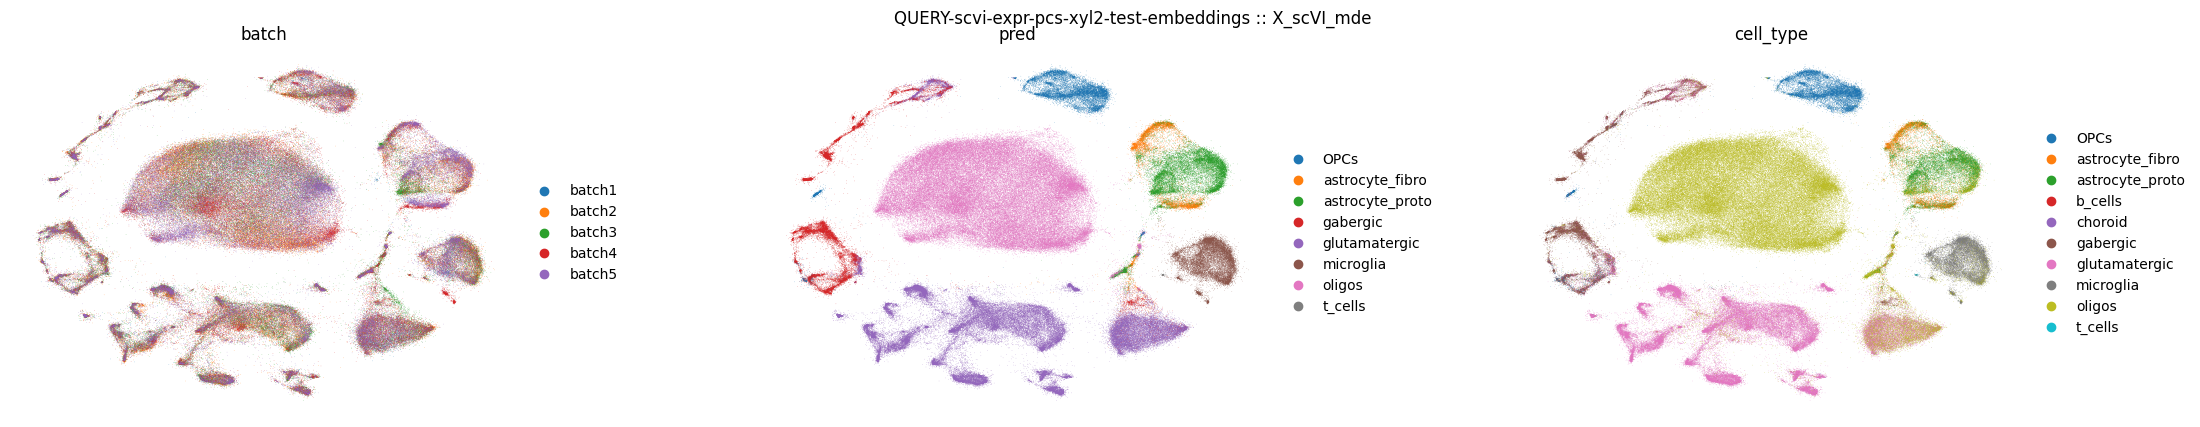 QUERY-scvi-expr-pcs-xyl2-test-embeddings :: X_scVI_mde
batch
batch1
batch2
batch3
batch4
batch5
pred
OPCs
astrocyte_fibro
astrocyte_proto
gabergic
glutamatergic
microglia
oligos
t_cells
cell_type
OPCs
astrocyte_fibro
astrocyte_proto
b_cells
choroid
gabergic
glutamatergic
microglia
oligos
t_cells